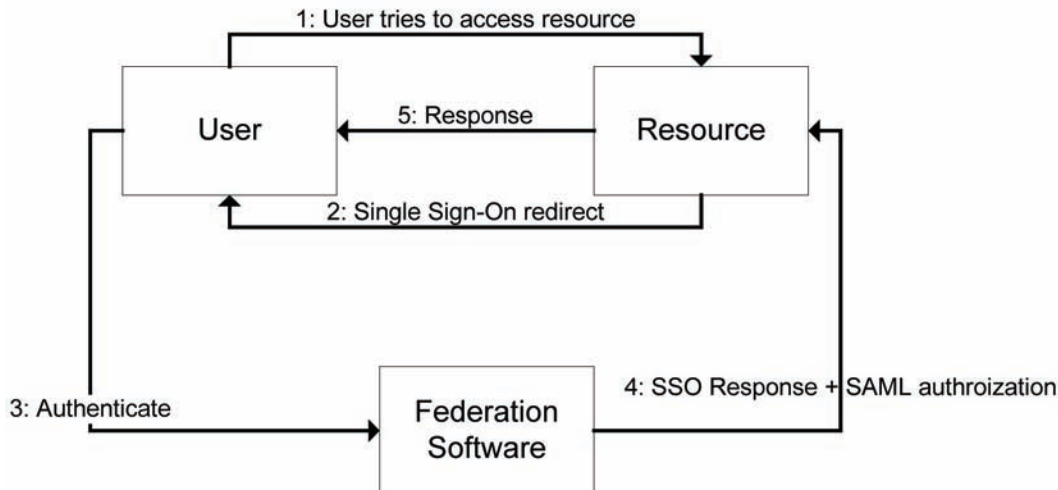 1: User tries to access resource
User
5: Response
Resource
2: Single Sign-On redirect
3: Authenticate
Federation
Software
4: SSO Response + SAML authroization